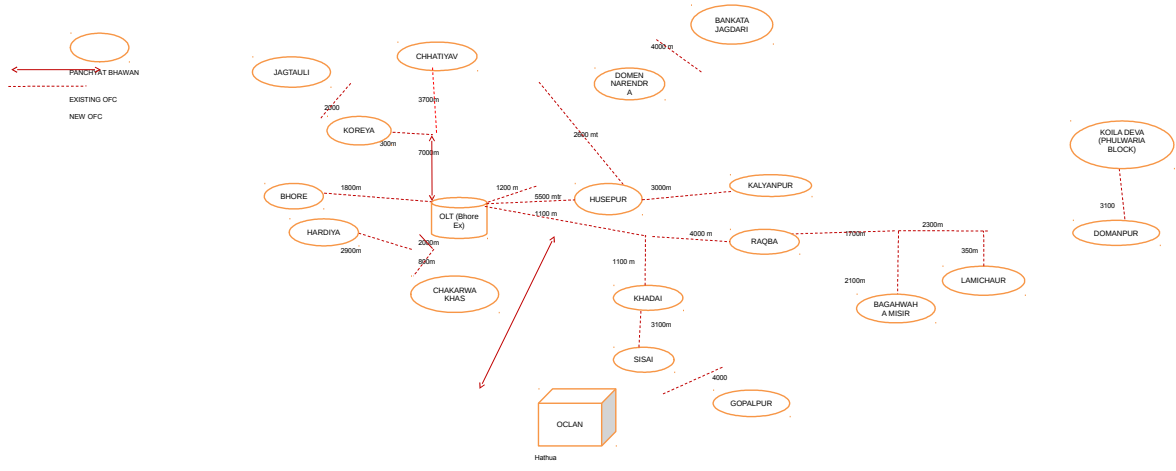 BANKATA
JAGDARI
4000 m
CHHATIYAV
JAGTAULI
PANCHYAT BHAWAN
DOMEN
NARENDR
A
EXISTING OFC
3700m
2000
NEW OFC
KOREYA
2600 mt
KOILA DEVA
(PHULWARIA
BLOCK)
300m
7000m
BHORE
1800m
1200 m
5500 mtr
HUSEPUR
3000m
KALYANPUR
3100
OLT (Bhore
Ex)
1100 m
HARDIYA
2000m
4000 m
RAQBA
1700m
2300m
DOMANPUR
2900m
800m
1100 m
350m
CHAKARWA
KHAS
KHADAI
2100m
LAMICHAUR
BAGAHWAH
A MISIR
3100m
SISAI
4000
GOPALPUR
OCLAN
Hathua